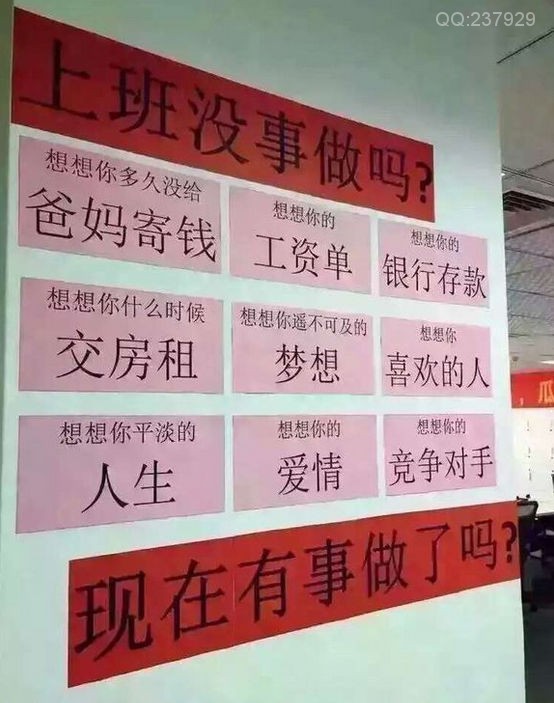 QQ:237929
上班没事做吗?
想想你多久没给
爸妈寄钱
想想你的
工资单
想想你的
银行存款
想想你什么时候
交房租
想想你遥不可及的
梦想
想想你
喜欢的人
想想你平淡的
人生
想想你的
爱情
想想你的
竞争对手
，瓜
现在有事做了吗?